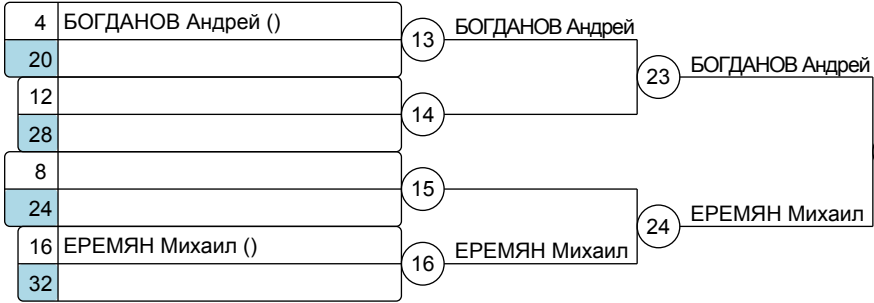 4 БОГДАНОВ Андрей ()
20
13 БОГДАНОВ Андрей
12
28
14
23 БОГДАНОВ Андрей
8
24
15
16 ЕРЕМЯН Михаил ()
32
16 ЕРЕМЯН Михаил
24 ЕРЕМЯН Михаил